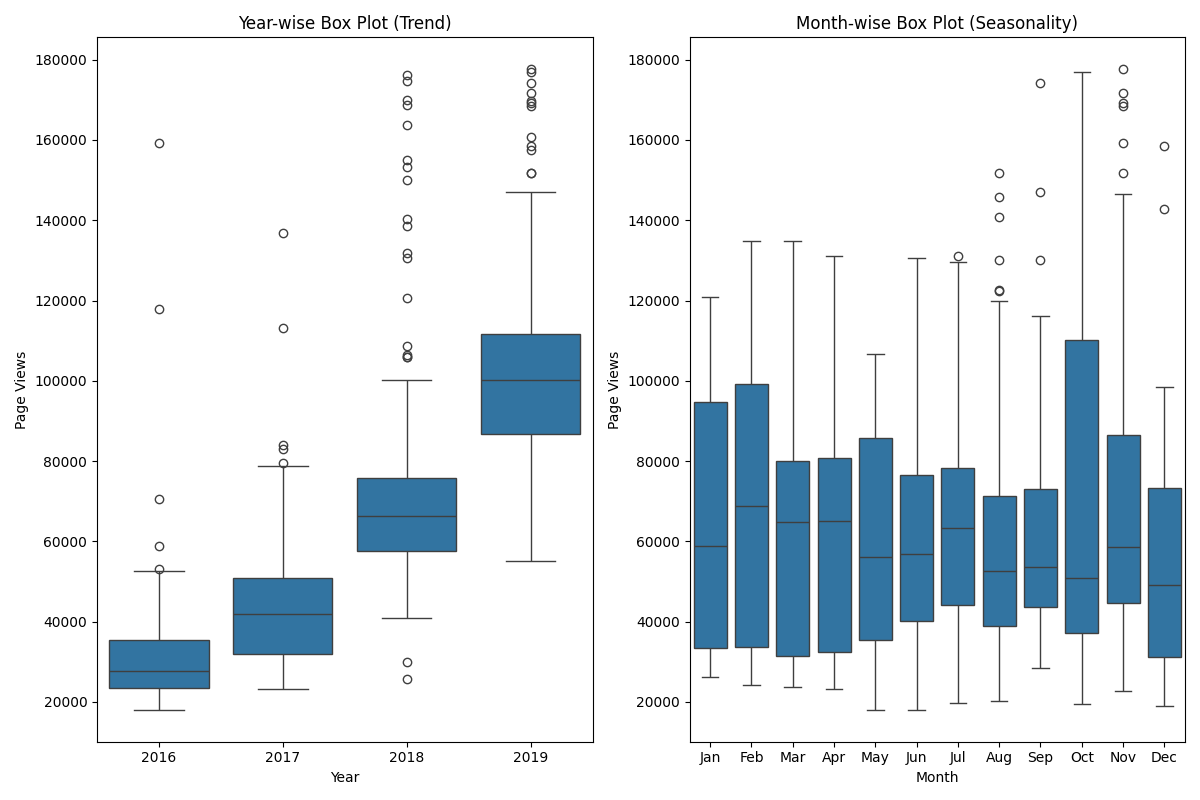 Year-wise Box Plot (Trend)
180000
160000
140000
120000
100000
80000
60000
40000
20000
Page Views
2016 2017 2018 2019
Year
Month-wise Box Plot (Seasonality)
180000
160000
140000
120000
100000
80000
60000
40000
20000
Page Views
Jan Feb Mar Apr May Jun Jul Aug Sep Oct Nov Dec
Month